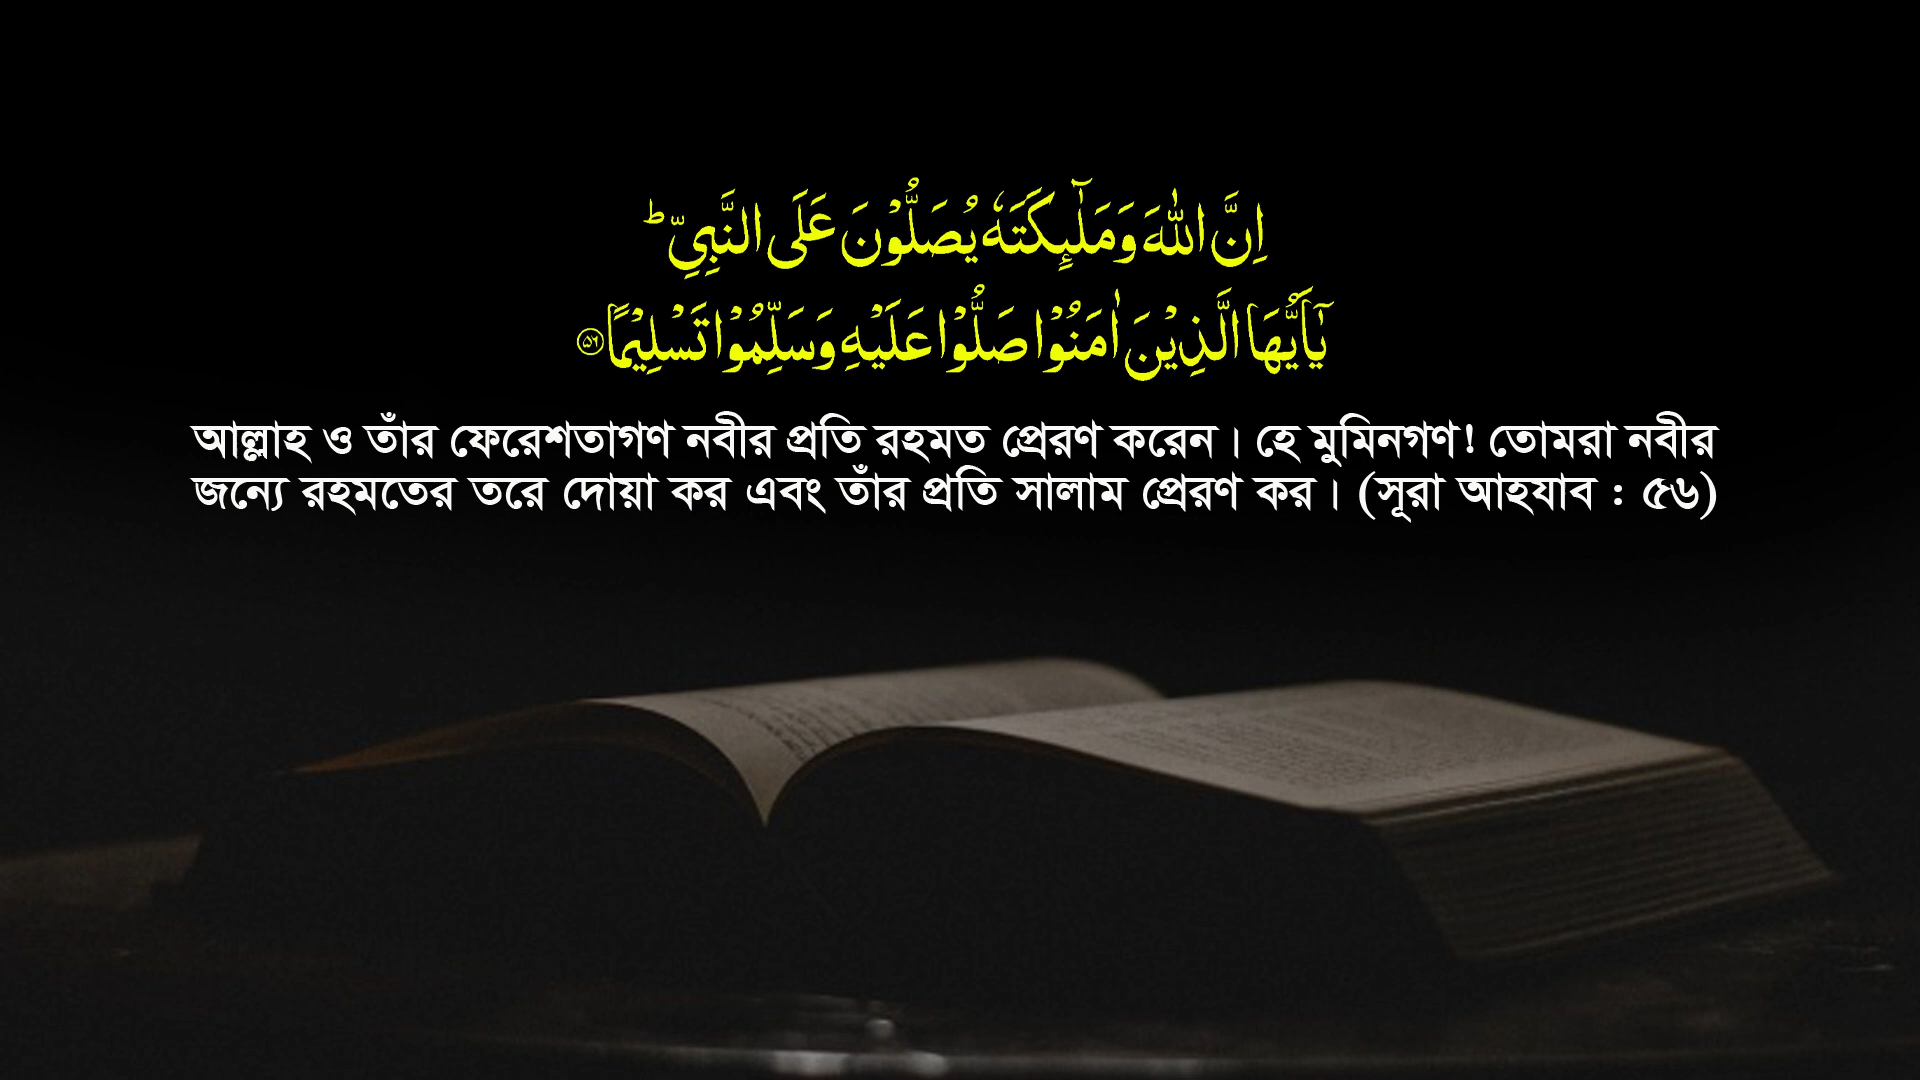 اِنَّ اللّٰهَ وَمَلٰٓئِكَتَهٗ يُصَلُّوْنَ عَلَى النَّبِيِّ ؕ
يٰٓاَيُّهَا الَّذِيْنَ اٰمَنُوْا صَلُّوْا عَلَيْهِ وَسَلِّمُوْا تَسْلِيْمًا ۝۵۶
আল্লাহ ও তাঁর ফেরেশতাগণ নবীর প্রতি রহমত প্রেরণ করেন। হে মুমিনগণ! তোমরা নবীর
জন্যে রহমতের তরে দোয়া কর এবং তাঁর প্রতি সালাম প্রেরণ কর। (সূরা আহযাব : ৫৬)